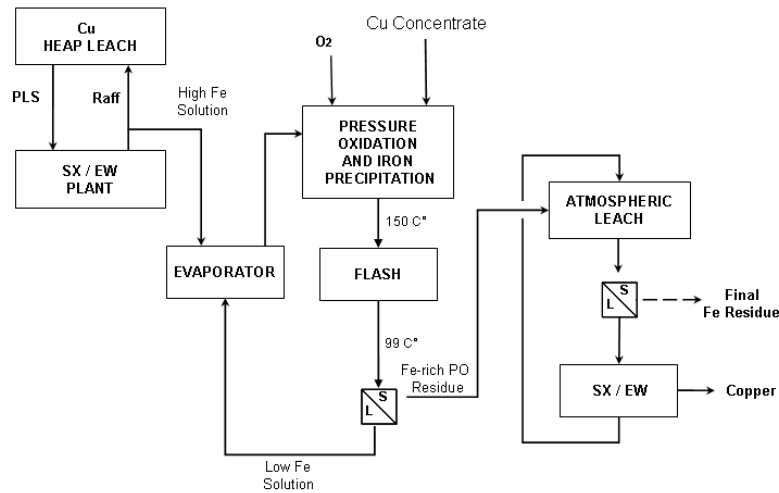 Cu
HEAP LEACH
PLS
Raff
High Fe
Solution
SX / EW
PLANT
O2
Cu Concentrate
PRESSURE
OXIDATION
AND IRON
PRECIPITATION
150 C°
EVAPORATOR
FLASH
99 C°
Fe-rich PO
Residue
S
L
Low Fe
Solution
ATMOSPHERIC
LEACH
S
L
Final
Fe Residue
SX / EW
Copper